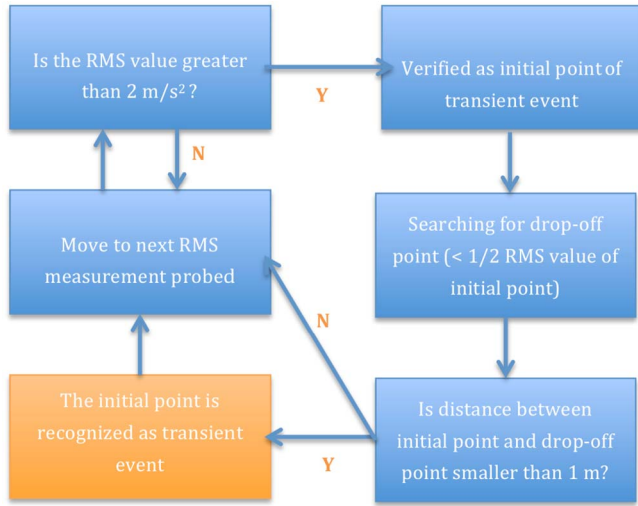 Is the RMS value greater
than 2 m/s² ?
Y
Verified as initial point of
transient event
N
Move to next RMS
measurement probed
Searching for drop-off
point (< 1/2 RMS value of
initial point)
N
The initial point is
recognized as transient
event
Y
Is distance between
initial point and drop-off
point smaller than 1 m?